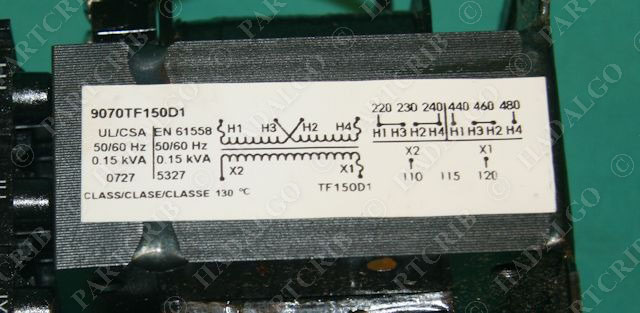 9070TF150D1
UL/CSA EN 61558
50/60 Hz 50/60 Hz
0.15 kVA 0.15 kVA
0727 5327
CLASS/CLASE/CLASSE 130 °C
H1 H3 H2 H4
X2 X1
TF150D1
220 230 240 440 460 480
H1 H3 H2 H4 H1 H3 H2 H4
X2 X1
110 115 120
© HADALGO
PARTCRIB